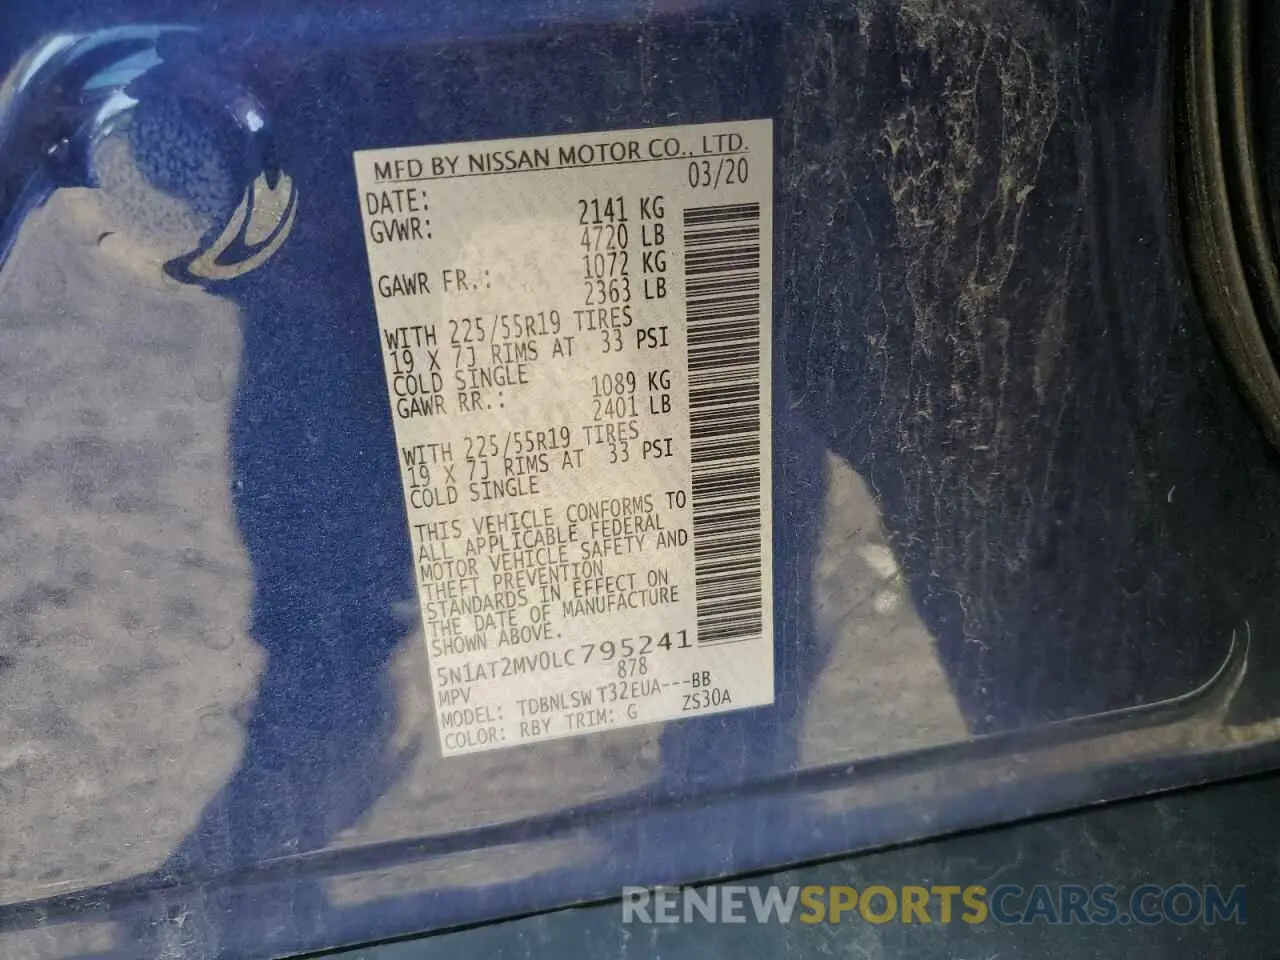 MFD BY NISSAN MOTOR CO., LTD.
DATE: 03/20
GVWR: 2141 KG
4720 LB
GAWR FR.: 1072 KG
2363 LB
WITH 225/55R19 TIRES
19 X 7J RIMS AT 33 PSI
COLD SINGLE
GAWR RR.: 1089 KG
2401 LB
WITH 225/55R19 TIRES
19 X 7J RIMS AT 33 PSI
COLD SINGLE
THIS VEHICLE CONFORMS TO
ALL APPLICABLE FEDERAL
MOTOR VEHICLE SAFETY AND
THEFT PREVENTION
STANDARDS IN EFFECT ON
THE DATE OF MANUFACTURE
SHOWN ABOVE.
5N1AT2MV0LC795241
MPV 878
MODEL: TDBNLSW T32EUA---BB
COLOR: RBY TRIM: G ZS30A
RENEWSPORTSCARS.COM